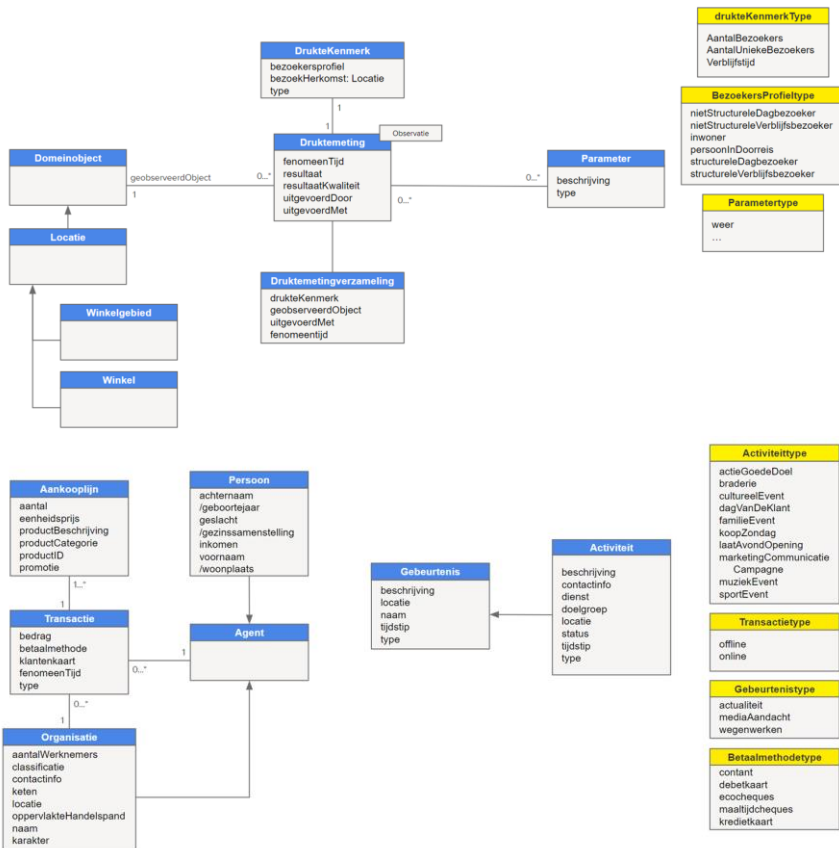 DrukteKenmerk
bezoekersprofiel
bezoekHerkomst: Locatie
type
1
1
Druktemeting
Observatie
fenomeenTijd
resultaat
resultaatKwaliteit
uitgevoerdDoor
uitgevoerdMet
Domeinobject
geobserveerdObject
1
0...*
0...*
0...*
Parameter
beschrijving
type
Locatie
Winkelgebied
Winkel
Druktemetingverzameling
drukteKenmerk
geobserveerdObject
uitgevoerdMet
fenomeentijd
drukteKenmerkType
AantalBezoekers
AantalUniekeBezoekers
Verblijfstijd
BezoekersProfieltype
nietStructureleDagbezoeker
nietStructureleVerblijfsbezoeker
inwoner
persoonInDoorreis
structureleDagbezoeker
structureleVerblijfsbezoeker
Parametertype
weer
...
Aankooplijn
aantal
eenheidsprijs
productBeschrijving
productCategorie
productID
promotie
1...*
1
Transactie
bedrag
betaalmethode
klantenkaart
fenomeenTijd
type
0...*
1
0...*
1
Organisatie
aantalWerknemers
classificatie
contactinfo
keten
locatie
oppervlakteHandelspand
naam
karakter
Persoon
achternaam
/geboortejaar
geslacht
/gezinssamenstelling
inkomen
voornaam
/woonplaats
Agent
Gebeurtenis
beschrijving
locatie
naam
tijdstip
type
Activiteit
beschrijving
contactinfo
dienst
doelgroep
locatie
status
tijdstip
type
Activiteittype
actieGoedeDoel
braderie
cultureelEvent
dagVanDeKlant
familieEvent
koopZondag
laatAvondOpening
marketingCommunicatie
Campagne
muziekEvent
sportEvent
Transactietype
offline
online
Gebeurtenistype
actualiteit
mediaAandacht
wegenwerken
Betaalmethodetype
contant
debetkaart
ecocheques
maaltijdcheques
kredietkaart